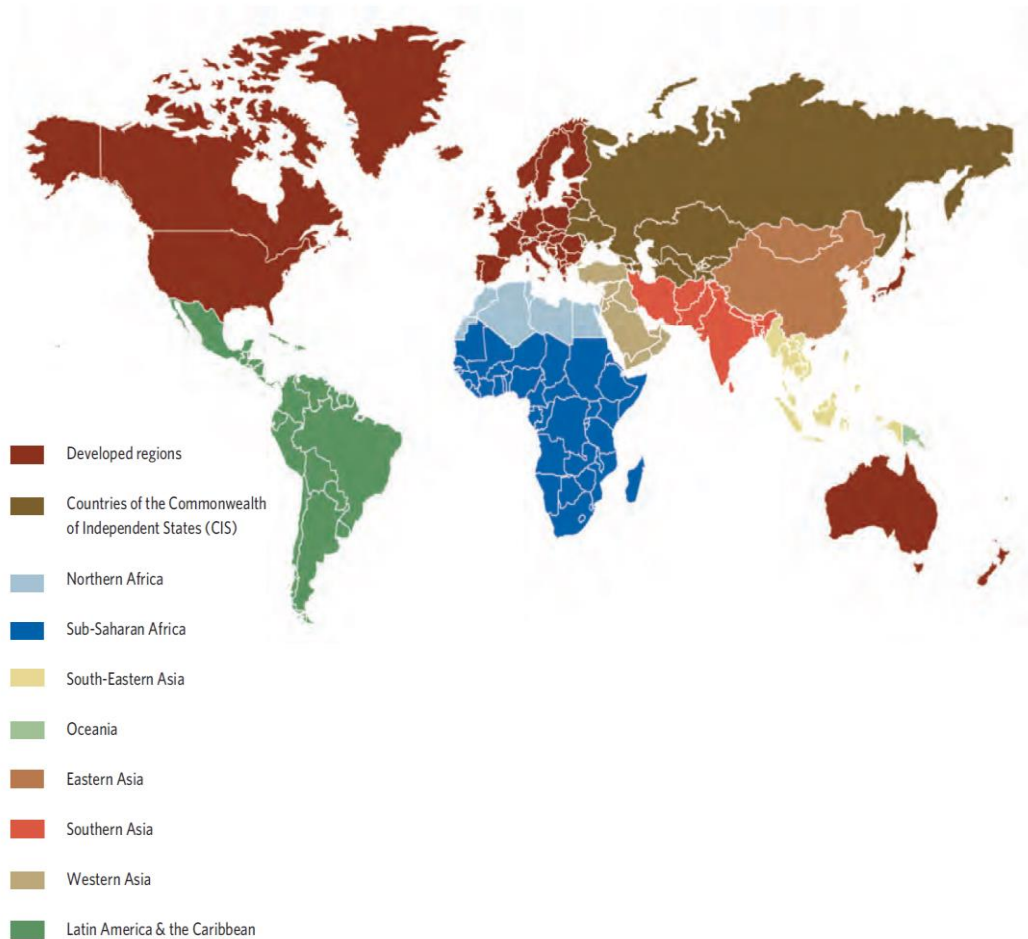 Developed regions
Countries of the Commonwealth
of Independent States (CIS)
Northern Africa
Sub-Saharan Africa
South-Eastern Asia
Oceania
Eastern Asia
Southern Asia
Western Asia
Latin America & the Caribbean